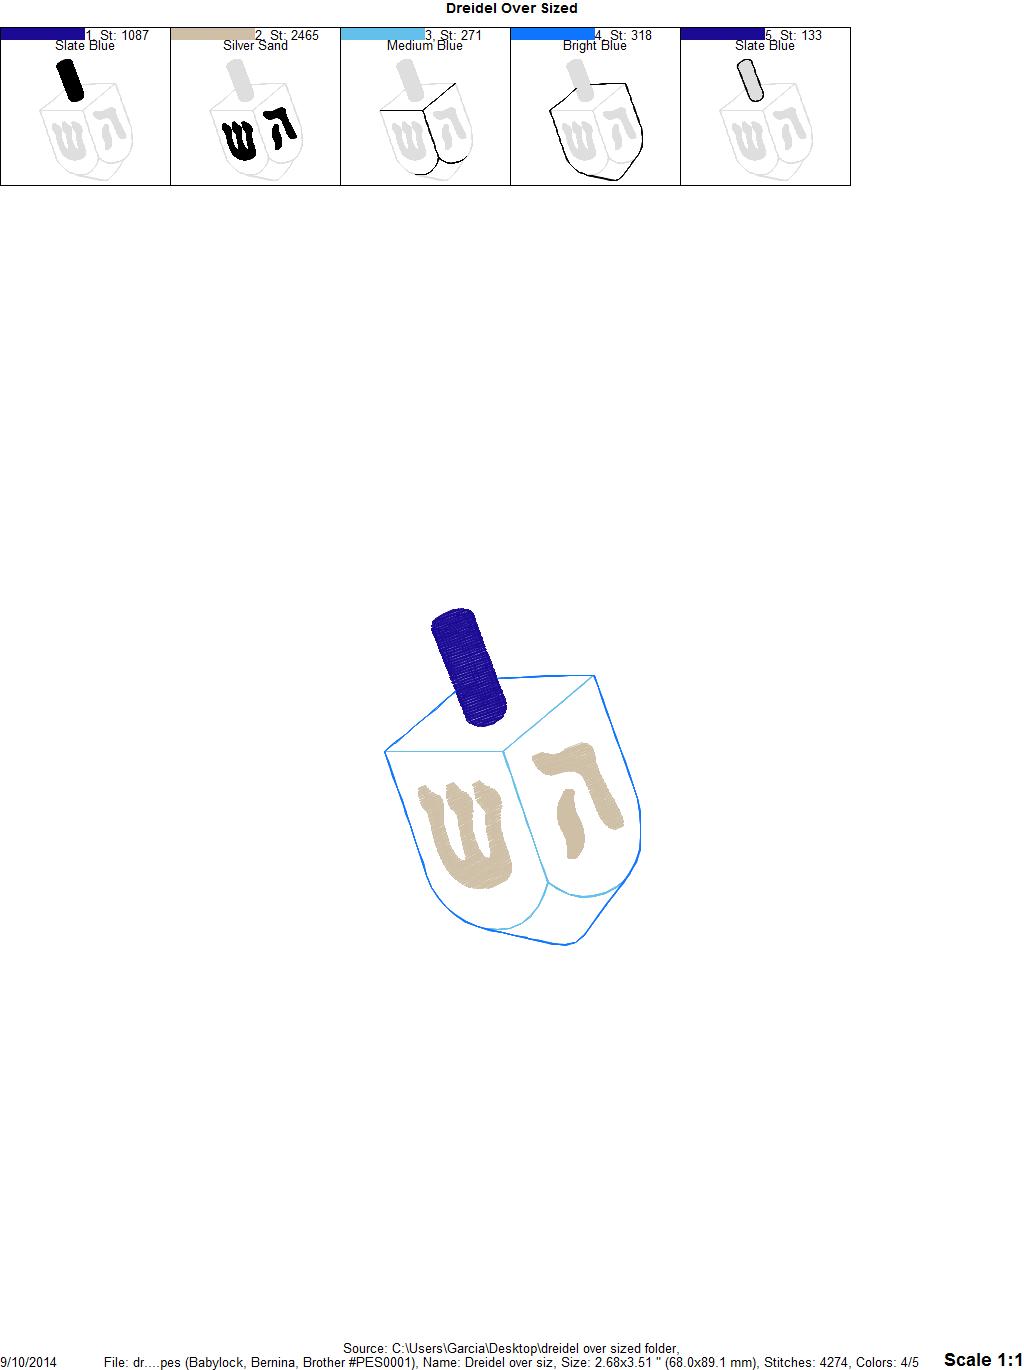 Dreidel Over Sized
1, St: 1087
Slate Blue
2, St: 2465
Silver Sand
3, St: 271
Medium Blue
4, St: 318
Bright Blue
5, St: 133
Slate Blue
ש ה
Source: C:\Users\Garcia\Desktop\dreidel over sized folder,
9/10/2014 File: dr....pes (Babylock, Bernina, Brother #PES0001), Name: Dreidel over siz, Size: 2.68x3.51 " (68.0x89.1 mm), Stitches: 4274, Colors: 4/5 Scale 1:1